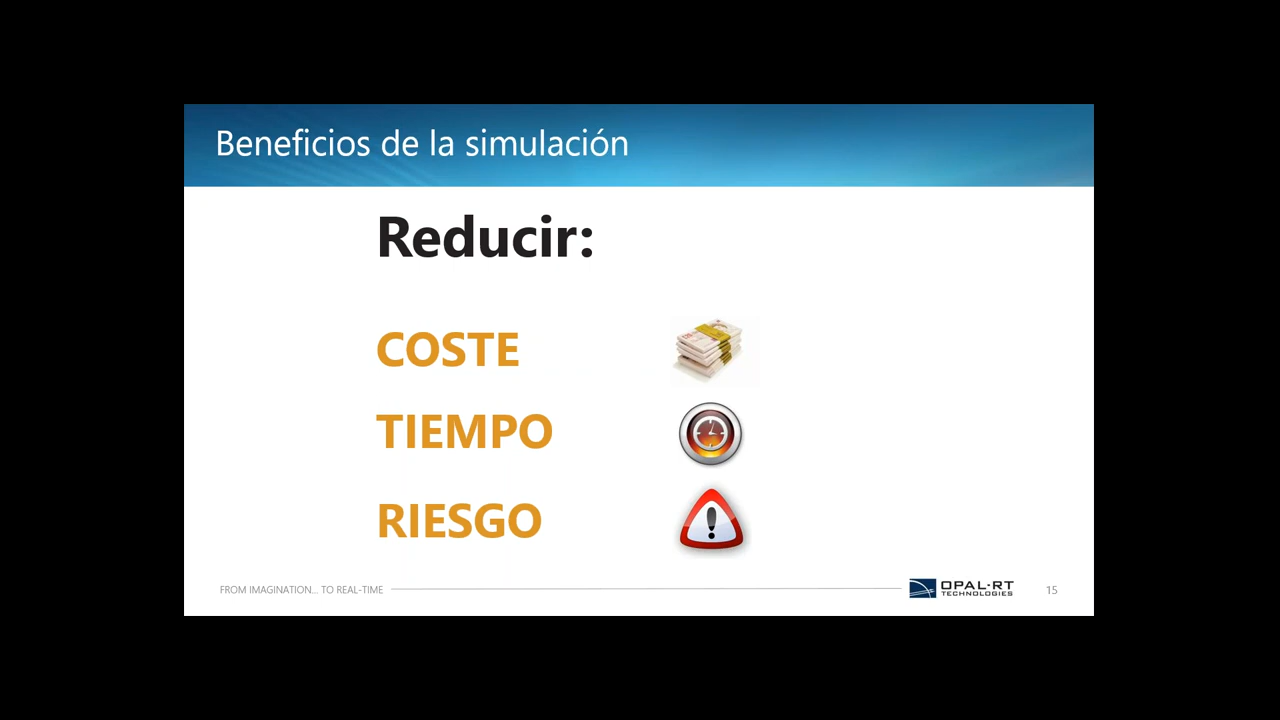 Beneficios de la simulación
Reducir:
COSTE
TIEMPO
RIESGO
FROM IMAGINATION... TO REAL-TIME
OPAL-RT
TECHNOLOGIES
15